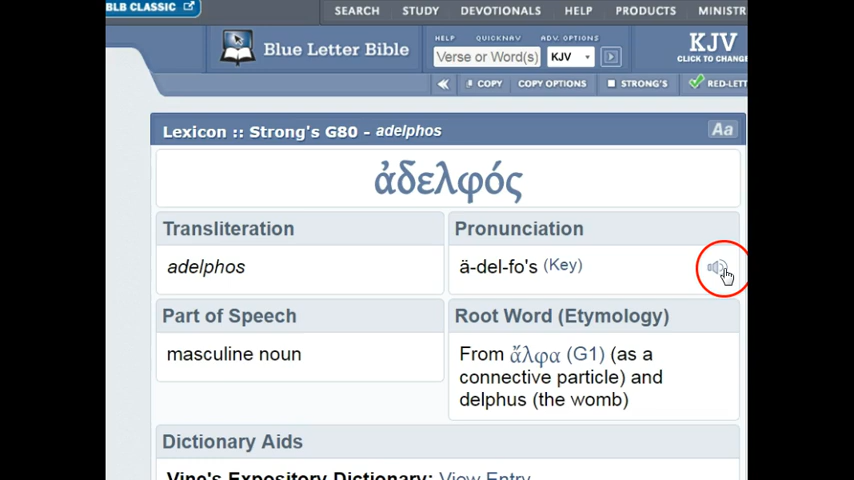 BLB CLASSIC
SEARCH STUDY DEVOTIONALS HELP PRODUCTS MINISTR
HELP QUICKNAV ADV. OPTIONS
Blue Letter Bible
Verse or Word(s) KJV
KJV
CLICK TO CHANGE
COPY COPY OPTIONS STRONG'S RED-LETT
Lexicon :: Strong's G80 - adelphos
Aa
ἀδελφός
Transliteration
adelphos
Pronunciation
ä-del-fo's (Key)
Part of Speech
masculine noun
Root Word (Etymology)
From ἄλφα (G1) (as a
connective particle) and
delphus (the womb)
Dictionary Aids
Vine's Expository Dictionary: View Entry